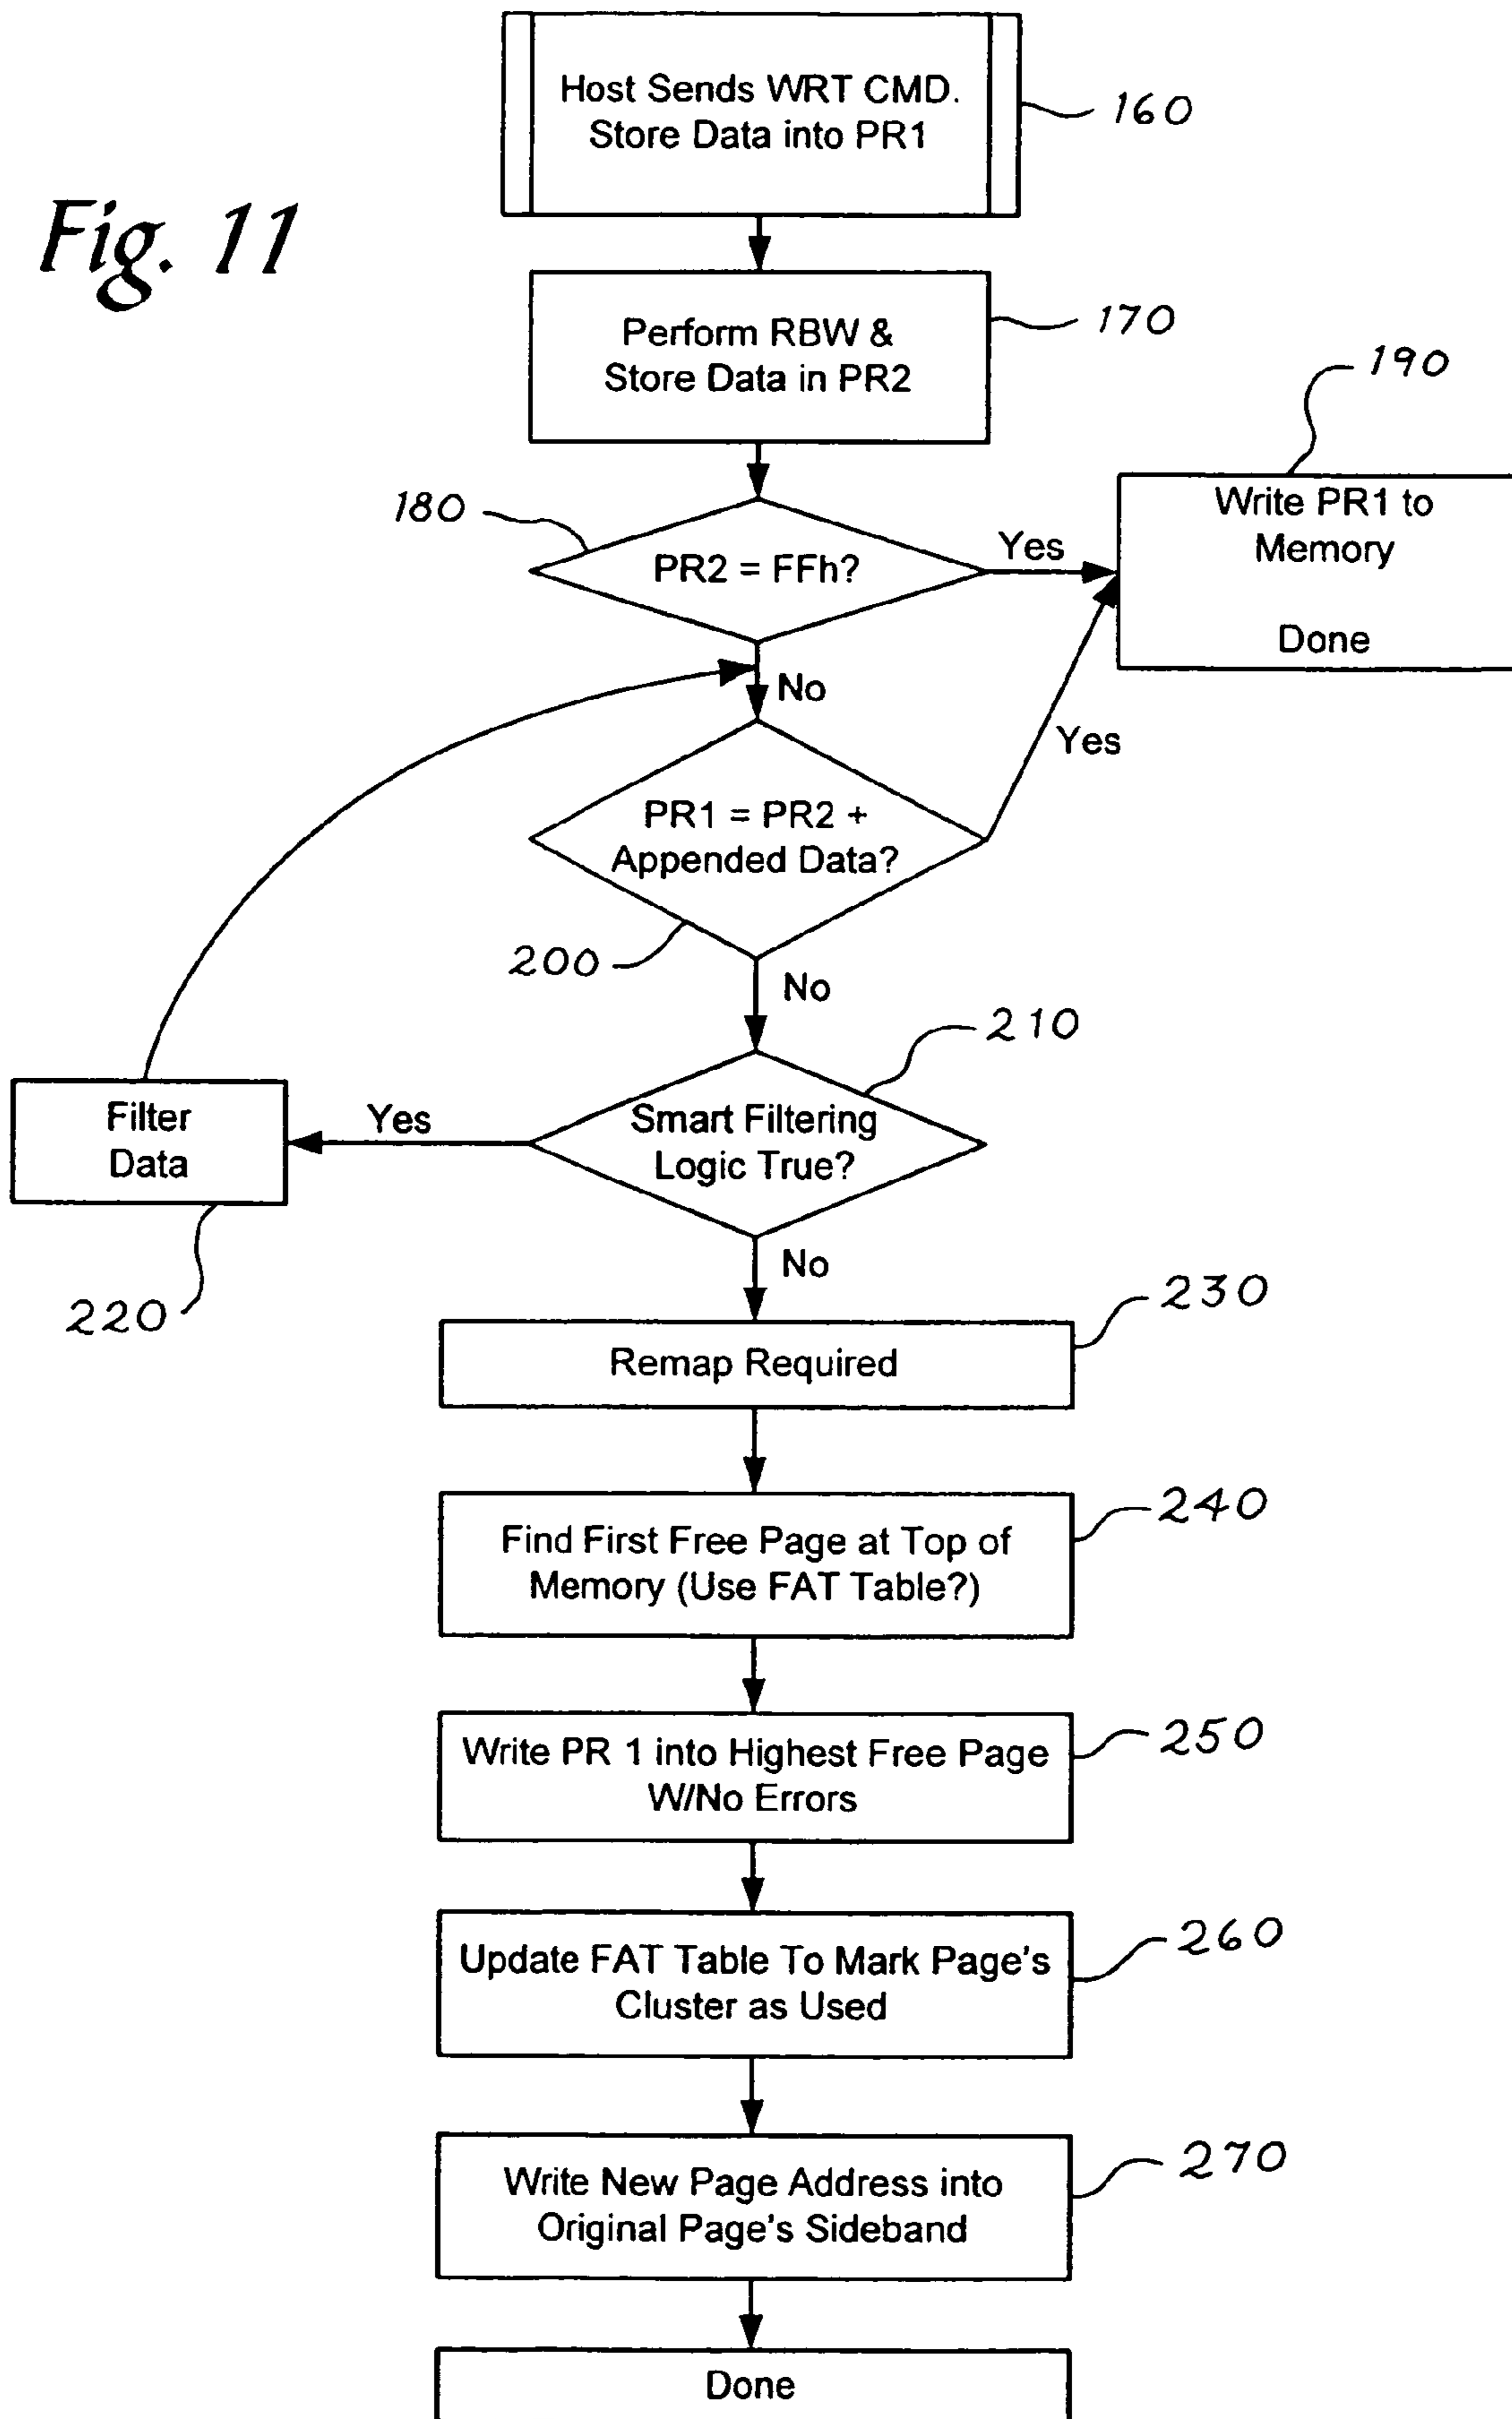 Fig. 11
Host Sends WRT CMD.
Store Data into PR1
160
Perform RBW &
Store Data in PR2
170
190
Write PR1 to
Memory
Done
180
PR2 = FFh?
Yes
No
Yes
PR1 = PR2 +
Appended Data?
200
No
210
Smart Filtering
Logic True?
Yes
Filter
Data
220
No
230
Remap Required
240
Find First Free Page at Top of
Memory (Use FAT Table?)
250
Write PR 1 into Highest Free Page
W/No Errors
260
Update FAT Table To Mark Page's
Cluster as Used
270
Write New Page Address into
Original Page's Sideband
Done